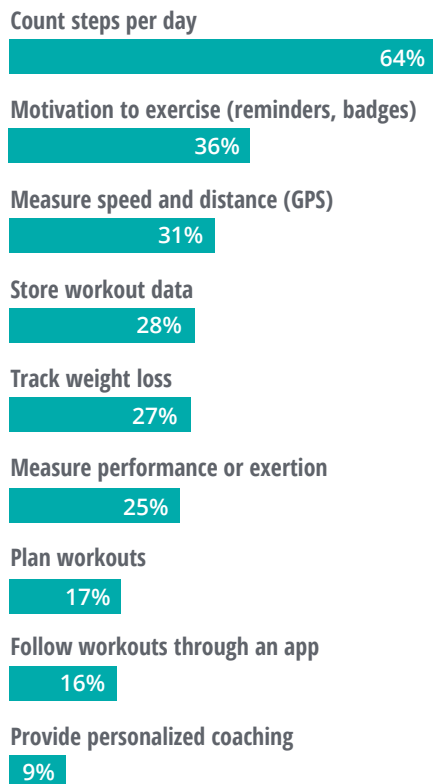 Count steps per day
64%
Motivation to exercise (reminders, badges)
36%
Measure speed and distance (GPS)
31%
Store workout data
28%
Track weight loss
27%
Measure performance or exertion
25%
Plan workouts
17%
Follow workouts through an app
16%
Provide personalized coaching
9%